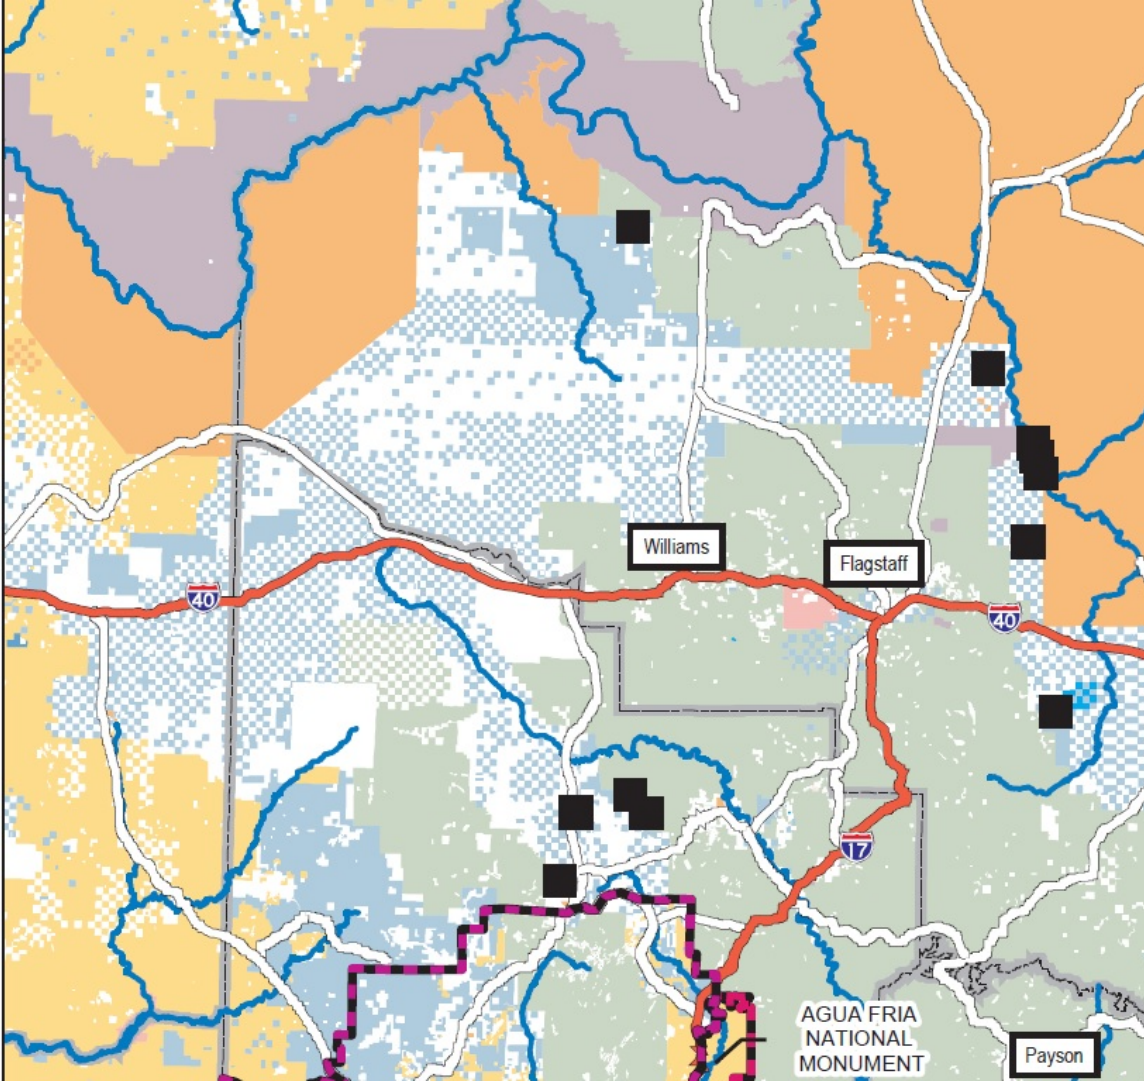 Williams
Flagstaff
40
40
17
AGUA FRIA
NATIONAL
MONUMENT
Payson